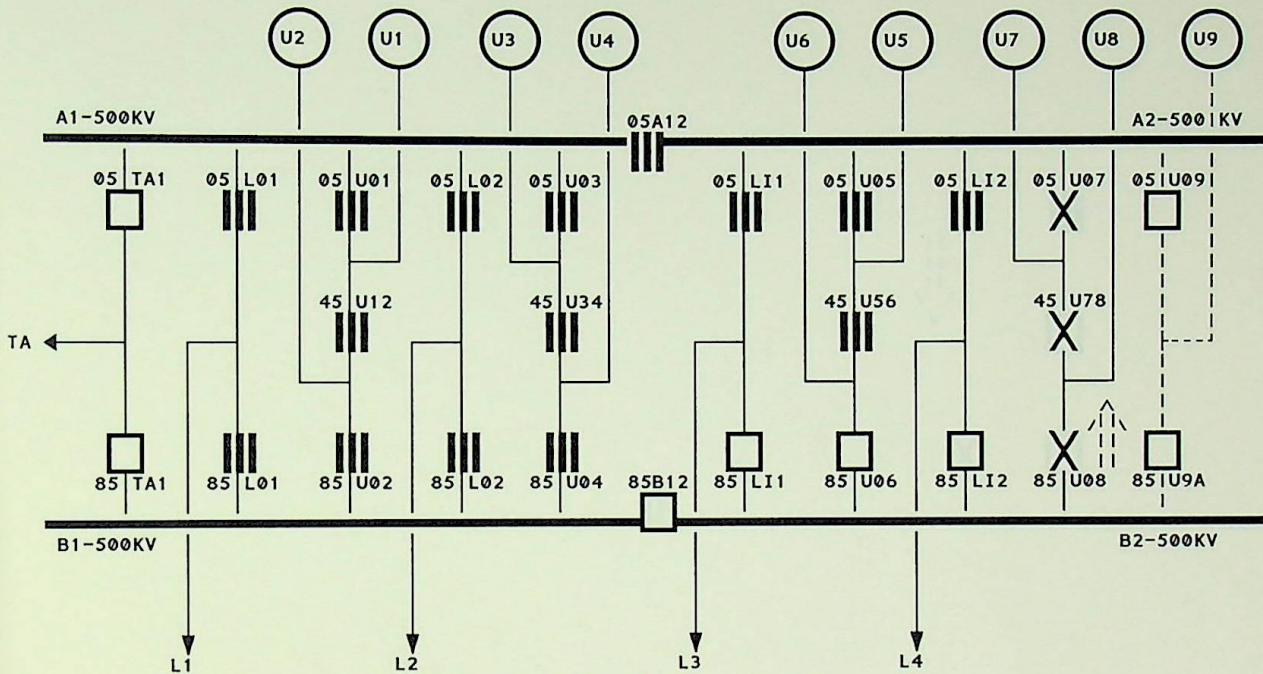 U2 U1 U3 U4 U6 U5 U7 U8 U9
A1-500KV 05A12 A2-500 KV
05 TA1 05 L01 05 U01 05 L02 05 U03 05 LI1 05 U05 05 LI2 05 U07 05 U09
45 U12 45 U34 45 U56 45 U78
TA
85 TA1 85 L01 85 U02 85 L02 85 U04 85B12 85 LI1 85 U06 85 LI2 85 U08 85 U9A
B1-500KV B2-500KV
L1 L2 L3 L4